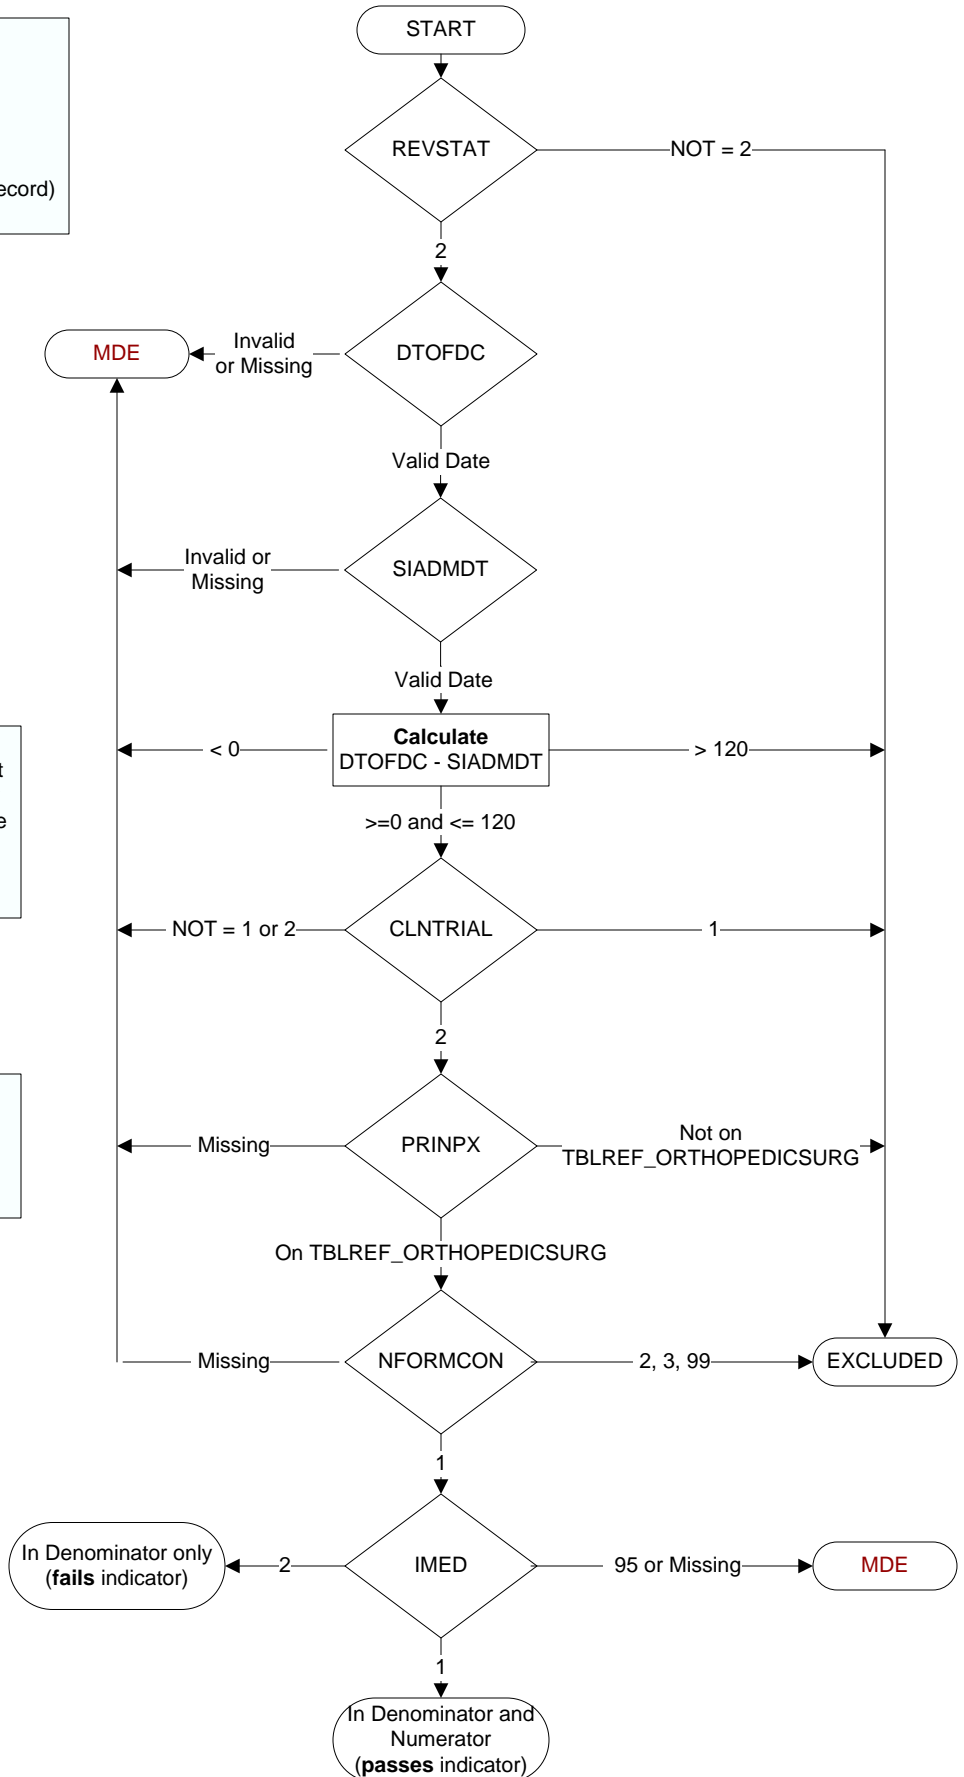 START
REVSTAT
NOT = 2
ecord)
2
DTOFDC
Invalid
or Missing
MDE
Valid Date
SIADMDT
Invalid or
Missing
Valid Date
Calculate
DTOFDC - SIADMDT
< 0
> 120
t
e
>=0 and <= 120
CLNTRIAL
NOT = 1 or 2
1
2
PRINPX
Missing
Not on
TBLREF_ORTHOPEDICSURG
On TBLREF_ORTHOPEDICSURG
NFORMCON
Missing
2, 3, 99
EXCLUDED
1
IMED
In Denominator only
(fails indicator)
2
95 or Missing
MDE
1
In Denominator and
Numerator
(passes indicator)